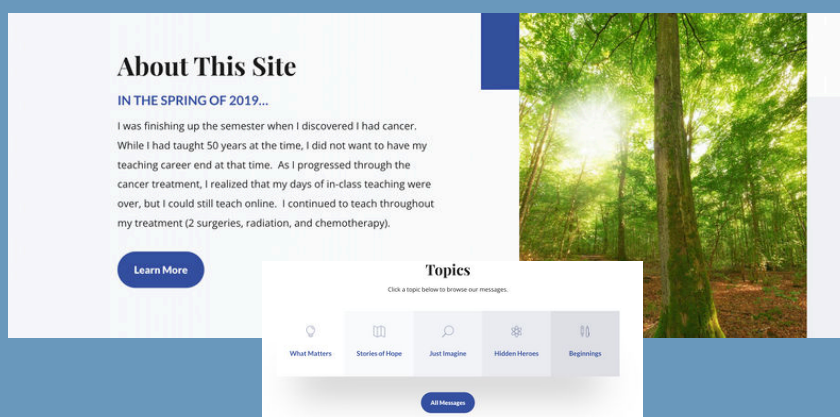 About This Site
IN THE SPRING OF 2019...
I was finishing up the semester when I discovered I had cancer.
While I had taught 50 years at the time, I did not want to have my
teaching career end at that time.  As I progressed through the
cancer treatment, I realized that my days of in-class teaching were
over, but I could still teach online.  I continued to teach throughout
my treatment (2 surgeries, radiation, and chemotherapy).
Learn More
Topics
Click a topic below to browse our messages.
What Matters
Stories of Hope
Just Imagine
Hidden Heroes
Beginnings
All Messages